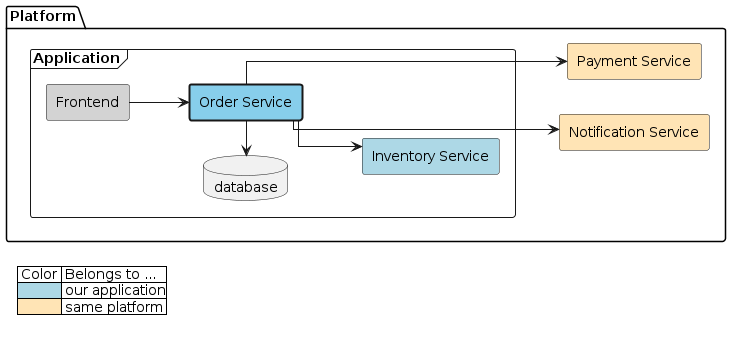 Platform
Application
Payment Service
Frontend
Order Service
Notification Service
Inventory Service
database
Color Belongs to ...
our application
same platform